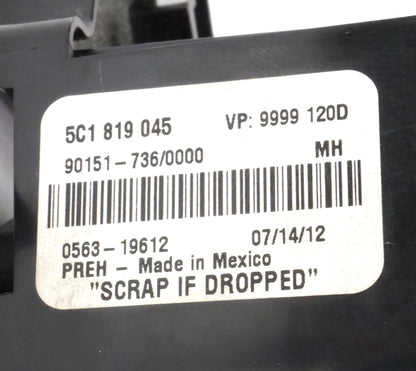 5C1 819 045 VP: 9999 120D
90151-736/0000 MH
0563-19612 07/14/12
PREH - Made in Mexico
"SCRAP IF DROPPED"